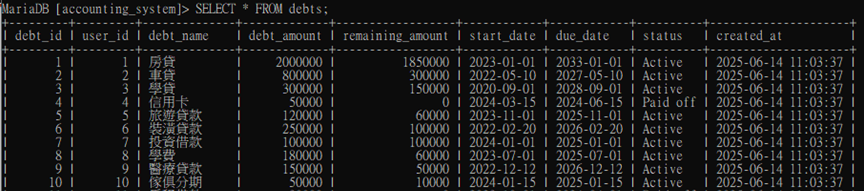 MariaDB [accounting_system]> SELECT * FROM debts;
+---------+---------+-----------+-------------+------------------+------------+------------+----------+---------------------+
| debt_id | user_id | debt_name | debt_amount | remaining_amount | start_date | due_date | status | created_at |
| 1 | 1 | 房貸 | 2000000 | 1850000 | 2023-01-01 | 2033-01-01 | Active | 2025-06-14 11:03:37 |
| 2 | 2 | 車貸 | 800000 | 300000 | 2022-05-10 | 2027-05-10 | Active | 2025-06-14 11:03:37 |
| 3 | 3 | 學貸 | 300000 | 150000 | 2020-09-01 | 2028-09-01 | Active | 2025-06-14 11:03:37 |
| 4 | 4 | 信用卡 | 50000 | 0 | 2024-03-15 | 2024-06-15 | Paid off | 2025-06-14 11:03:37 |
| 5 | 5 | 旅遊貸款 | 120000 | 60000 | 2023-11-01 | 2025-11-01 | Active | 2025-06-14 11:03:37 |
| 6 | 6 | 裝潢貸款 | 250000 | 100000 | 2022-02-20 | 2026-02-20 | Active | 2025-06-14 11:03:37 |
| 7 | 7 | 投資借款 | 100000 | 100000 | 2024-01-01 | 2025-01-01 | Active | 2025-06-14 11:03:37 |
| 8 | 8 | 學費 | 180000 | 60000 | 2023-07-01 | 2025-07-01 | Active | 2025-06-14 11:03:37 |
| 9 | 9 | 醫療貸款 | 150000 | 50000 | 2022-12-12 | 2026-12-12 | Active | 2025-06-14 11:03:37 |
| 10 | 10 | 傢俱分期 | 50000 | 10000 | 2024-01-15 | 2025-01-15 | Active | 2025-06-14 11:03:37 |